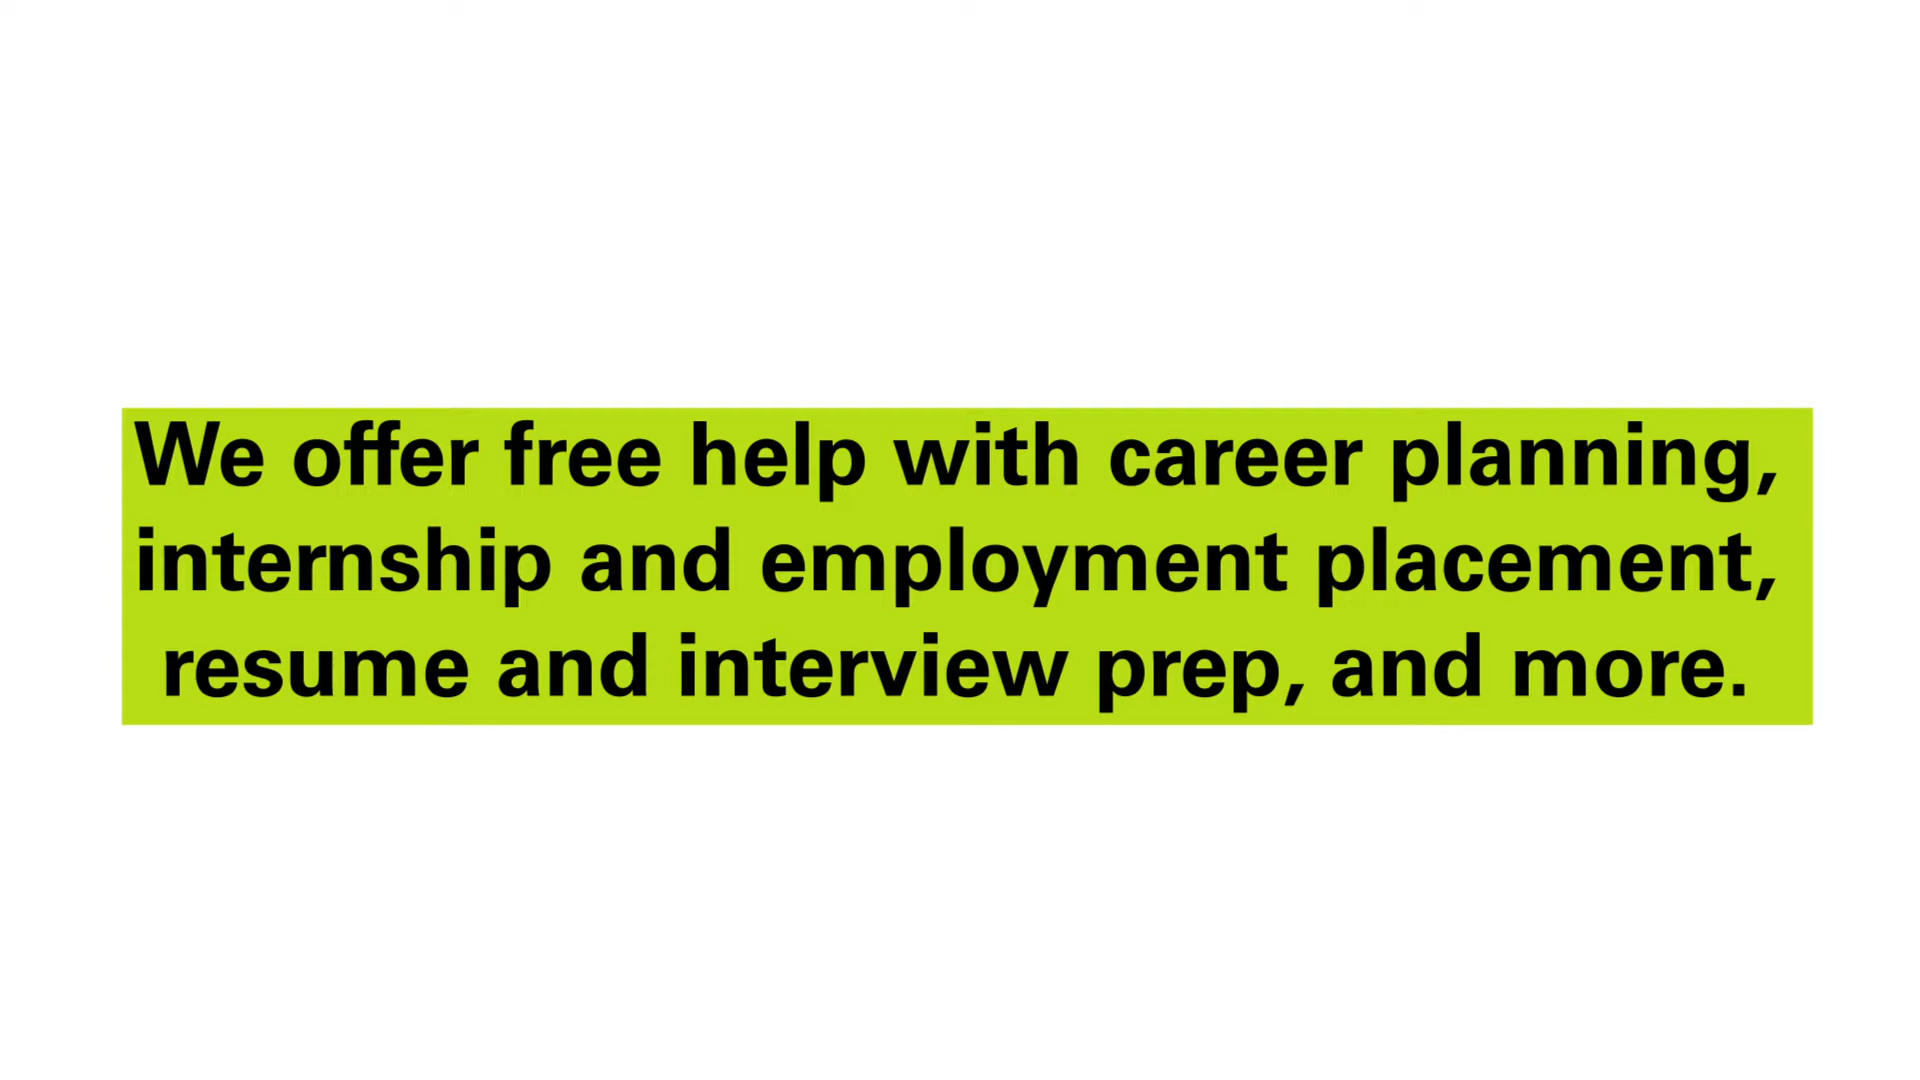 We offer free help with career planning,
internship and employment placement,
resume and interview prep, and more.